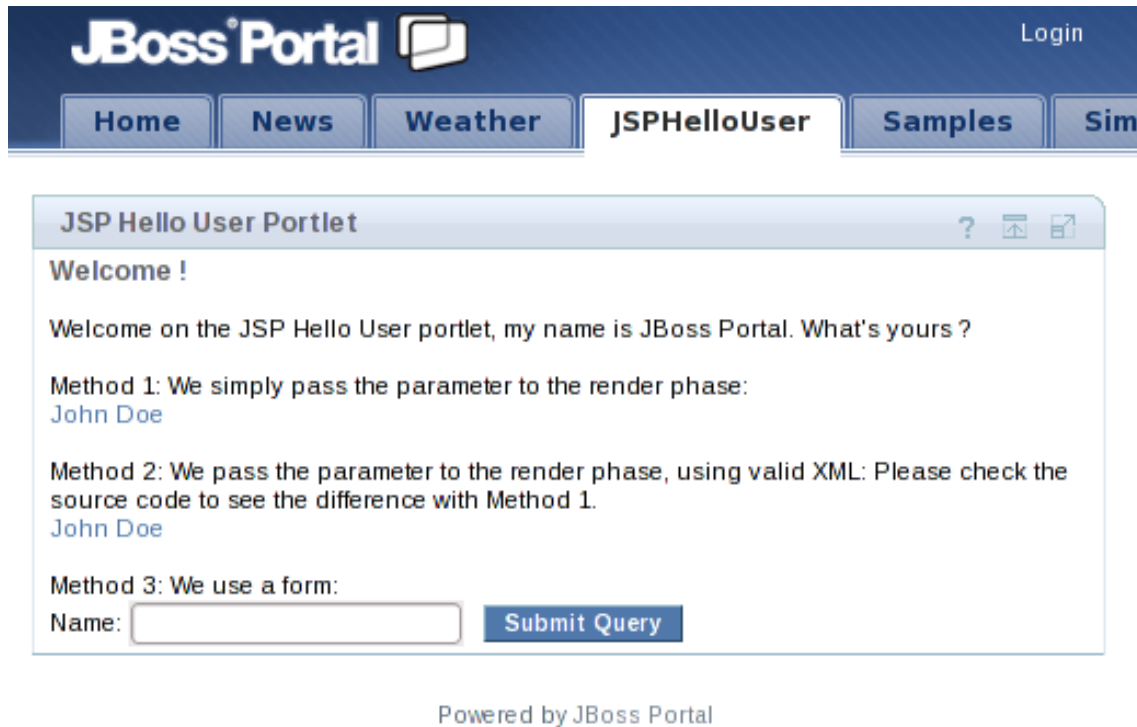 JBoss® Portal
Login
Home News Weather JSPHelloUser Samples Sim
JSP Hello User Portlet ?
Welcome !
Welcome on the JSP Hello User portlet, my name is JBoss Portal. What's yours ?
Method 1: We simply pass the parameter to the render phase:
John Doe
Method 2: We pass the parameter to the render phase, using valid XML: Please check the
source code to see the difference with Method 1.
John Doe
Method 3: We use a form:
Name: Submit Query
Powered by JBoss Portal